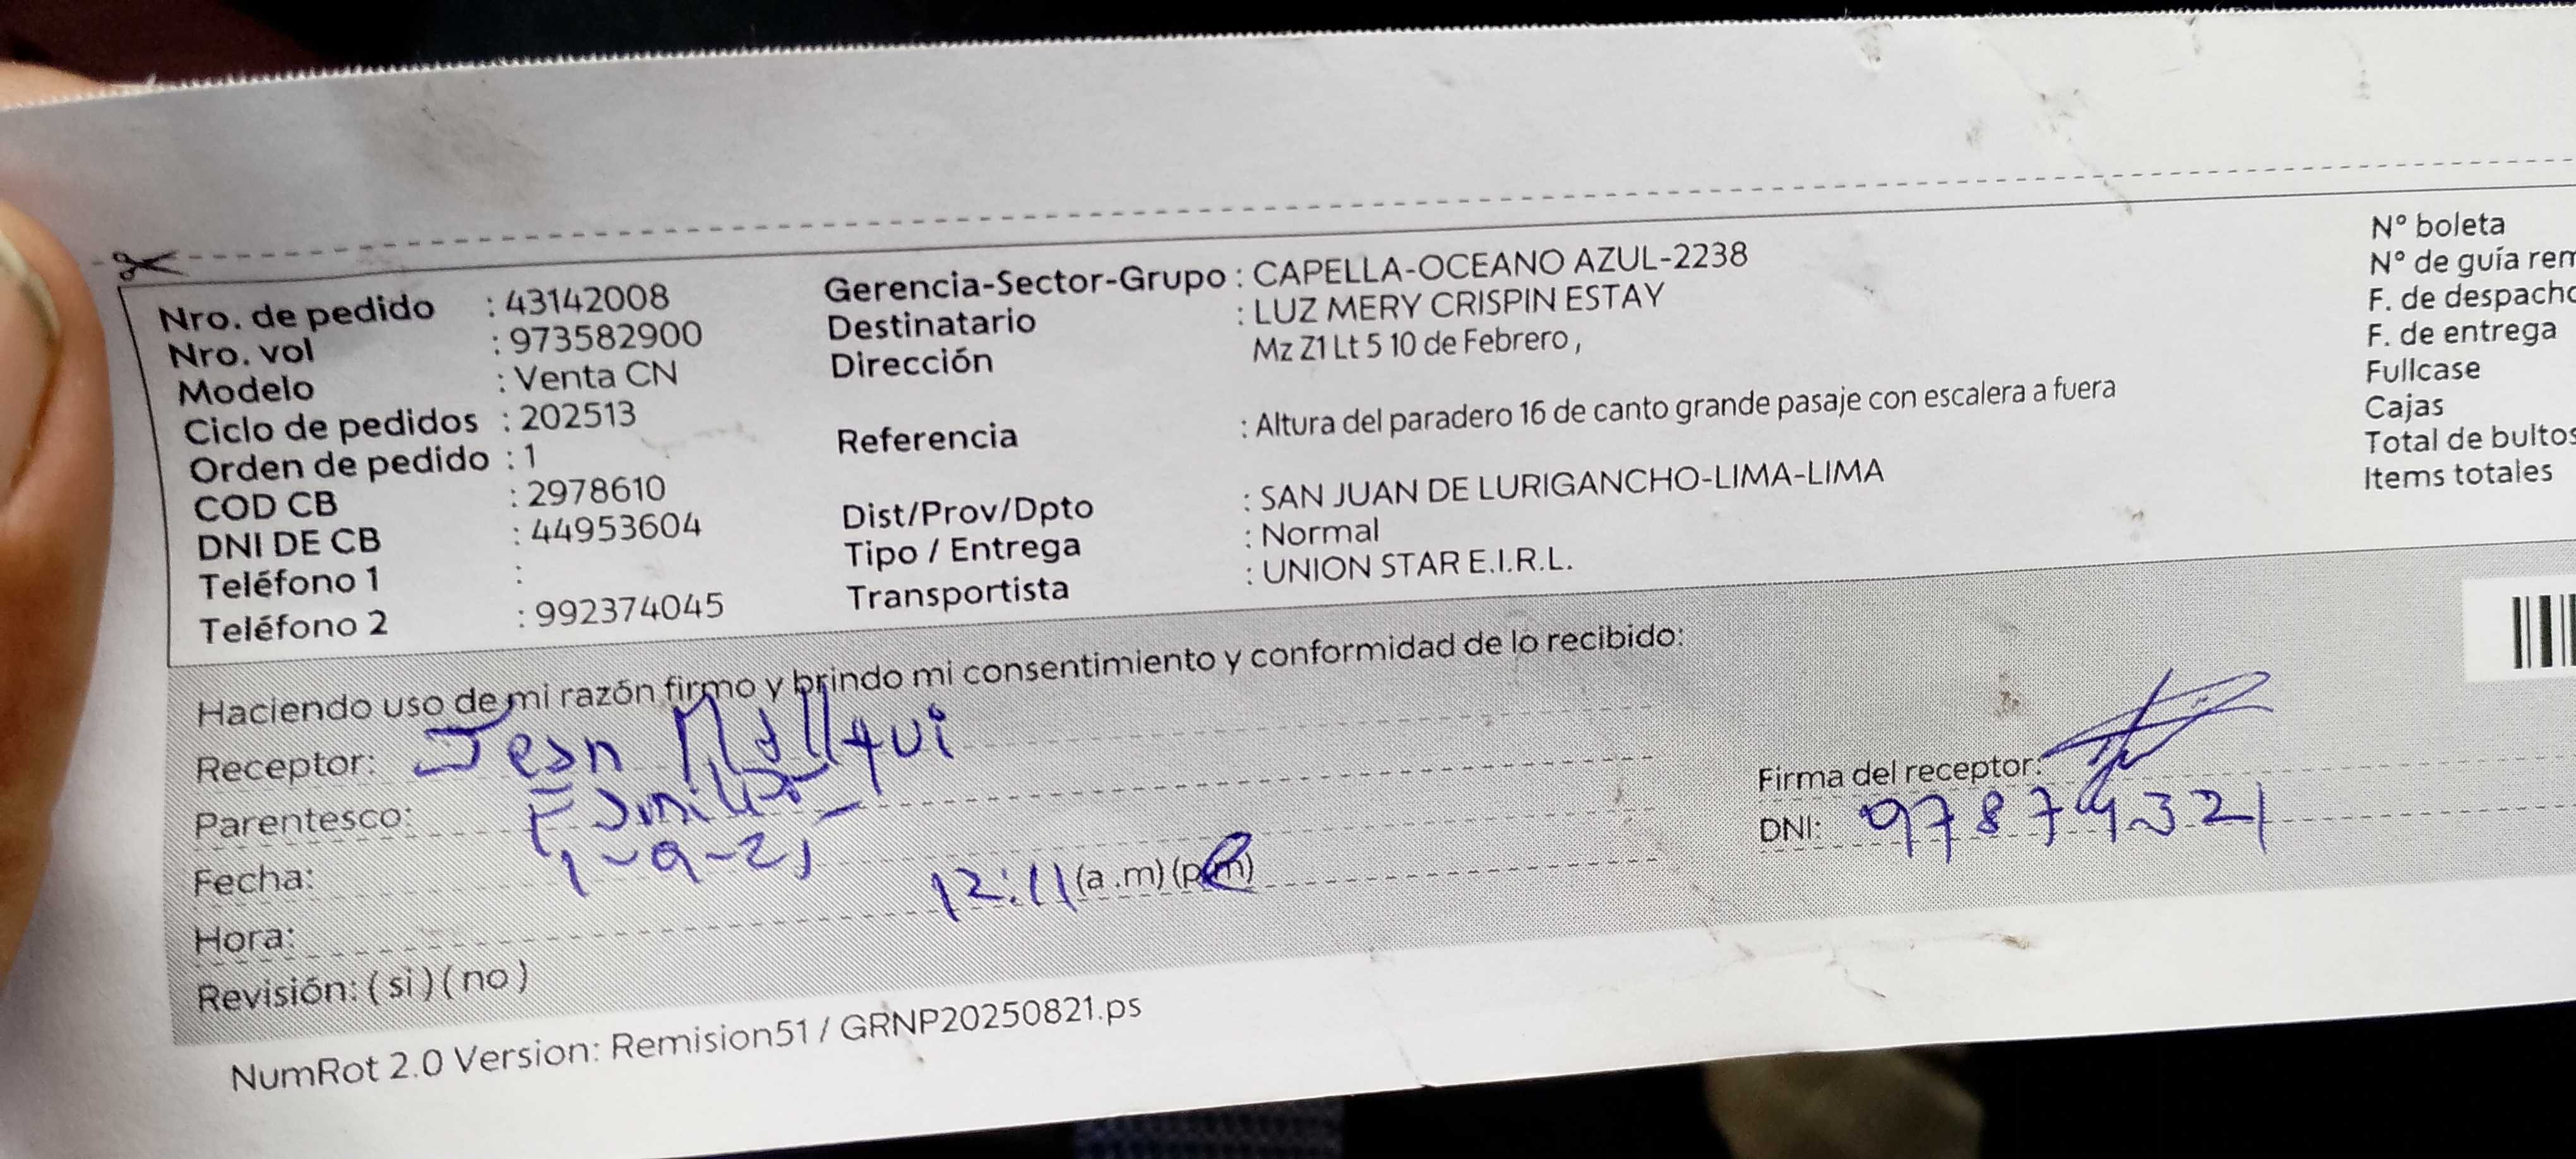 Nro. de pedido : 43142008
Nro. vol : 973582900
Modelo : Venta CN
Ciclo de pedidos : 202513
Orden de pedido : 1
COD CB : 2978610
DNI DE CB : 44953604
Teléfono 1 :
Teléfono 2 : 992374045
Gerencia-Sector-Grupo : CAPELLA-OCEANO AZUL-2238
Destinatario : LUZ MERY CRISPIN ESTAY
Dirección Mz Z1 Lt 5 10 de Febrero ,
Referencia : Altura del paradero 16 de canto grande pasaje con escalera a fuera
Dist/Prov/Dpto : SAN JUAN DE LURIGANCHO-LIMA-LIMA
Tipo / Entrega : Normal
Transportista : UNION STAR E.I.R.L.
N° boleta
N° de guía rem
F. de despacho
F. de entrega
Fullcase
Cajas
Total de bultos
Items totales
Haciendo uso de mi razón firmo y brindo mi consentimiento y conformidad de lo recibido:
Receptor: Jean Mallqui
Parentesco: Familiar
Fecha: 1-9-25
Hora: 12:11 (a .m) (p.m)
Revisión: ( si ) ( no )
Firma del receptor:
DNI: 97874321
NumRot 2.0 Version: Remision51 / GRNP20250821.ps